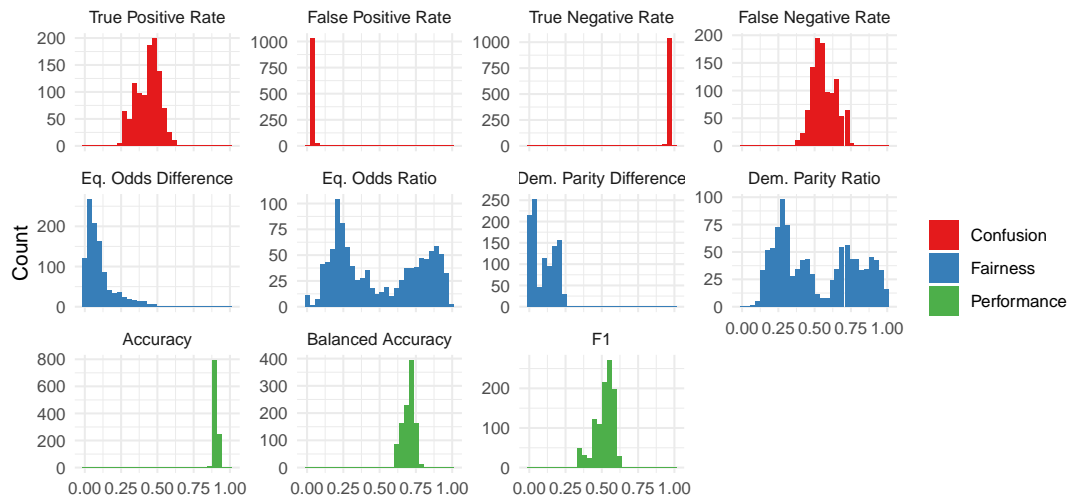 True Positive Rate
False Positive Rate
True Negative Rate
False Negative Rate
200
150
100
50
0
1000
750
500
250
0
1000
750
500
250
0
200
150
100
50
0
Eq. Odds Difference
Eq. Odds Ratio
Dem. Parity Difference
Dem. Parity Ratio
200
100
0
100
75
50
25
0
250
200
150
100
50
0
100
75
50
25
0
0.00 0.25 0.50 0.75 1.00
Count
Confusion
Fairness
Performance
Accuracy
Balanced Accuracy
F1
800
600
400
200
0
400
300
200
100
0
200
100
0
0.00 0.25 0.50 0.75 1.00
0.00 0.25 0.50 0.75 1.00
0.00 0.25 0.50 0.75 1.00